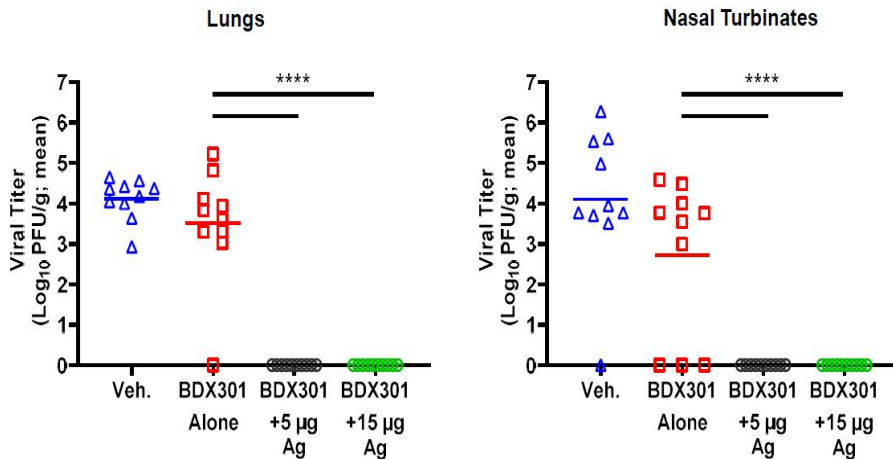 Lungs
Viral Titer
(Log10 PFU/g; mean)
7
6
5
4
3
2
1
0
****
Veh.
BDX301
Alone
BDX301
+5 µg
Ag
BDX301
+15 µg
Ag
Nasal Turbinates
Viral Titer
(Log10 PFU/g; mean)
7
6
5
4
3
2
1
0
****
Veh.
BDX301
Alone
BDX301
+5 µg
Ag
BDX301
+15 µg
Ag